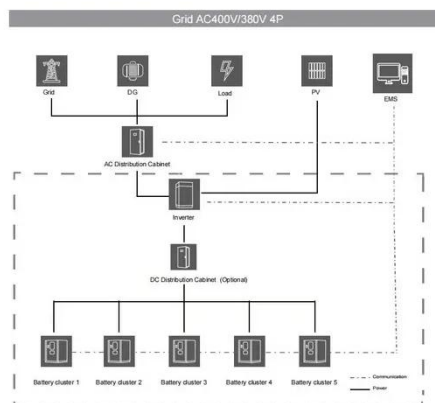 Grid AC400V/380V 4P
Grid
DG
Load
PV
EMS
AC Distribution Cabinet
Inverter
DC Distribution Cabinet (Optional)
Battery cluster 1
Battery cluster 2
Battery cluster 3
Battery cluster 4
Battery cluster 5
Communication
Power